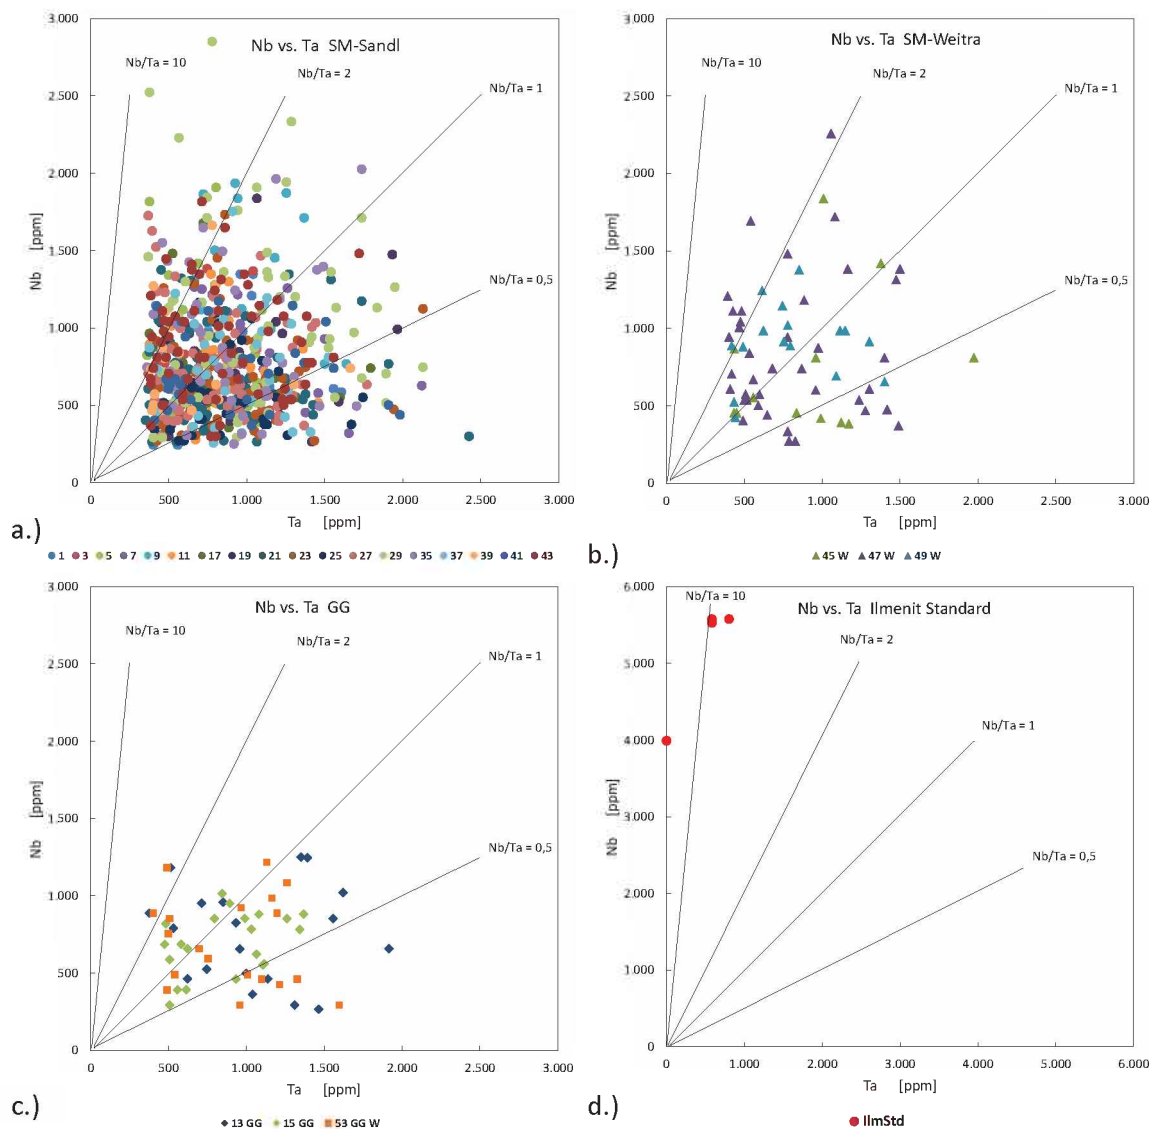 Nb vs. Ta SM-Sandl
Nb/Ta = 10
Nb/Ta = 2
Nb/Ta = 1
Nb/Ta = 0,5
3.000
2.500
2.000
1.500
1.000
500
0
Nb [ppm]
0 500 1.000 1.500 2.000 2.500 3.000
Ta [ppm]
a.)
1 3 5 7 9 11 17 19 21 23 25 27 29 35 37 39 41 43
Nb vs. Ta SM-Weitra
Nb/Ta = 10
Nb/Ta = 2
Nb/Ta = 1
Nb/Ta = 0,5
3.000
2.500
2.000
1.500
1.000
500
0
Nb [ppm]
0 500 1.000 1.500 2.000 2.500 3.000
Ta [ppm]
b.)
45 W 47 W 49 W
Nb vs. Ta GG
Nb/Ta = 10
Nb/Ta = 2
Nb/Ta = 1
Nb/Ta = 0,5
3.000
2.500
2.000
1.500
1.000
500
0
Nb [ppm]
0 500 1.000 1.500 2.000 2.500 3.000
Ta [ppm]
c.)
13 GG 15 GG 53 GG W
Nb vs. Ta Ilmenit Standard
Nb/Ta = 10
Nb/Ta = 2
Nb/Ta = 1
Nb/Ta = 0,5
6.000
5.000
4.000
3.000
2.000
1.000
0
Nb [ppm]
0 1.000 2.000 3.000 4.000 5.000 6.000
Ta [ppm]
d.)
IlmStd